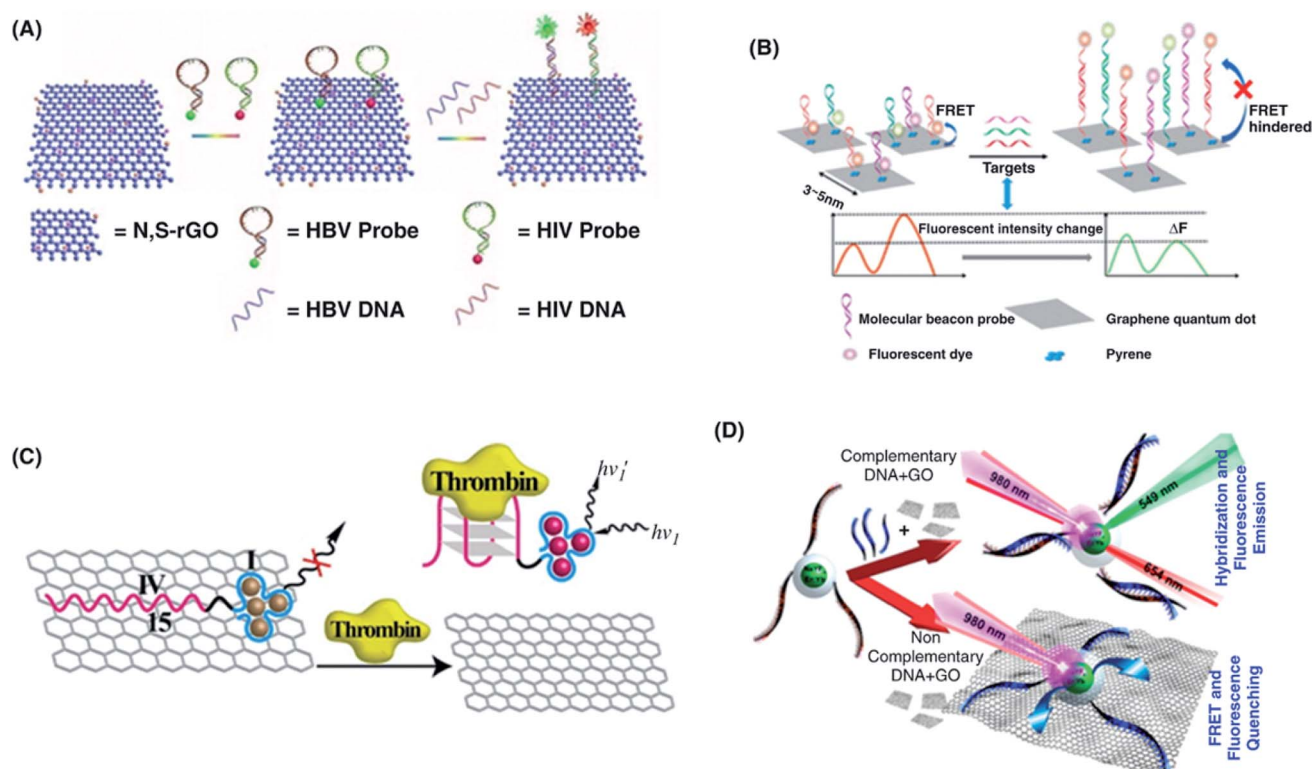 (A)
= N,S-rGO
= HBV Probe
= HIV Probe
= HBV DNA
= HIV DNA
(B)
FRET
Targets
3~5nm
FRET
hindered
Fluorescent intensity change
ΔF
Molecular beacon probe
Graphene quantum dot
Fluorescent dye
Pyrene
(C)
IV
15
I
Thrombin
Thrombin
hν₁′
hν₁
(D)
Complementary
DNA+GO
+
980 nm
549 nm
654 nm
Hybridization and
Fluorescence
Emission
Non
Complementary
DNA+GO
980 nm
FRET and
Fluorescence
Quenching